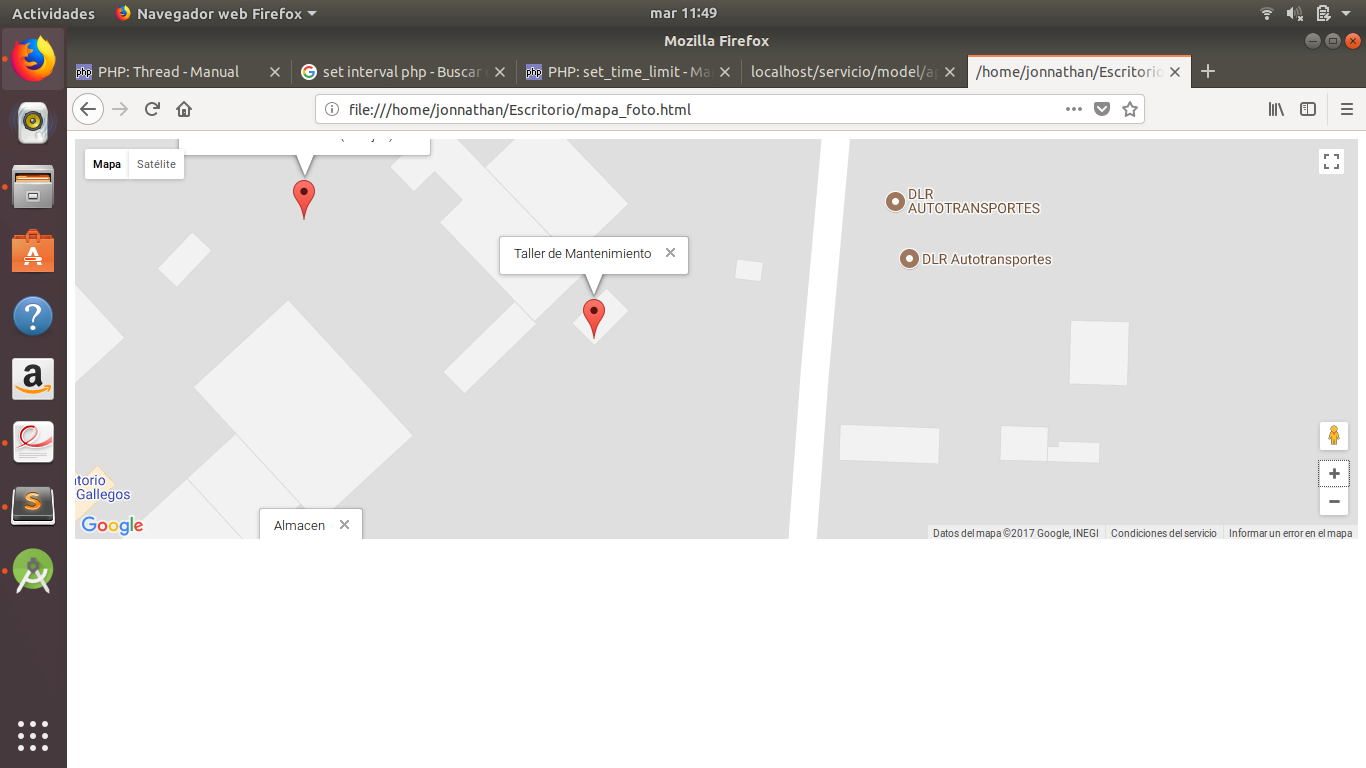 Actividades
Navegador web Firefox
mar 11:49
Mozilla Firefox
php PHP: Thread - Manual
G set interval php - Buscar
php PHP: set_time_limit - Ma
localhost/servicio/model/ap
/home/jonnathan/Escritorio
file:///home/jonnathan/Escritorio/mapa_foto.html
Mapa
Satélite
DLR
AUTOTRANSPORTES
Taller de Mantenimiento
DLR Autotransportes
?
a
S
Gallegos
Google
Almacen
Datos del mapa ©2017 Google, INEGI
Condiciones del servicio
Informar un error en el mapa